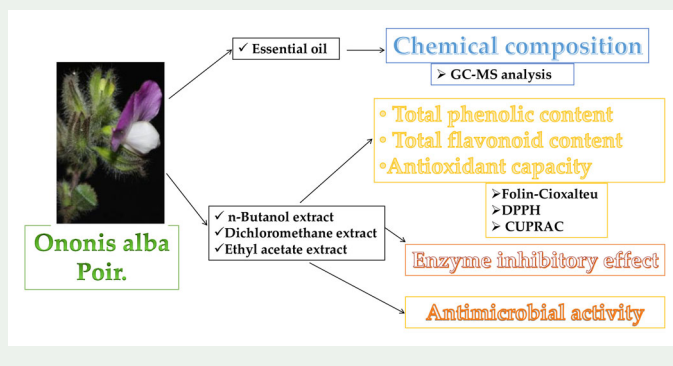 ✓ Essential oil
Chemical composition
➢ GC-MS analysis
• Total phenolic content
• Total flavonoid content
•Antioxidant capacity
➢Folin-Cioxalteu
➢DPPH
➢ CUPRAC
✓ n-Butanol extract
✓Dichloromethane extract
✓Ethyl acetate extract
Ononis alba
Poir.
Enzyme inhibitory effect
Antimicrobial activity